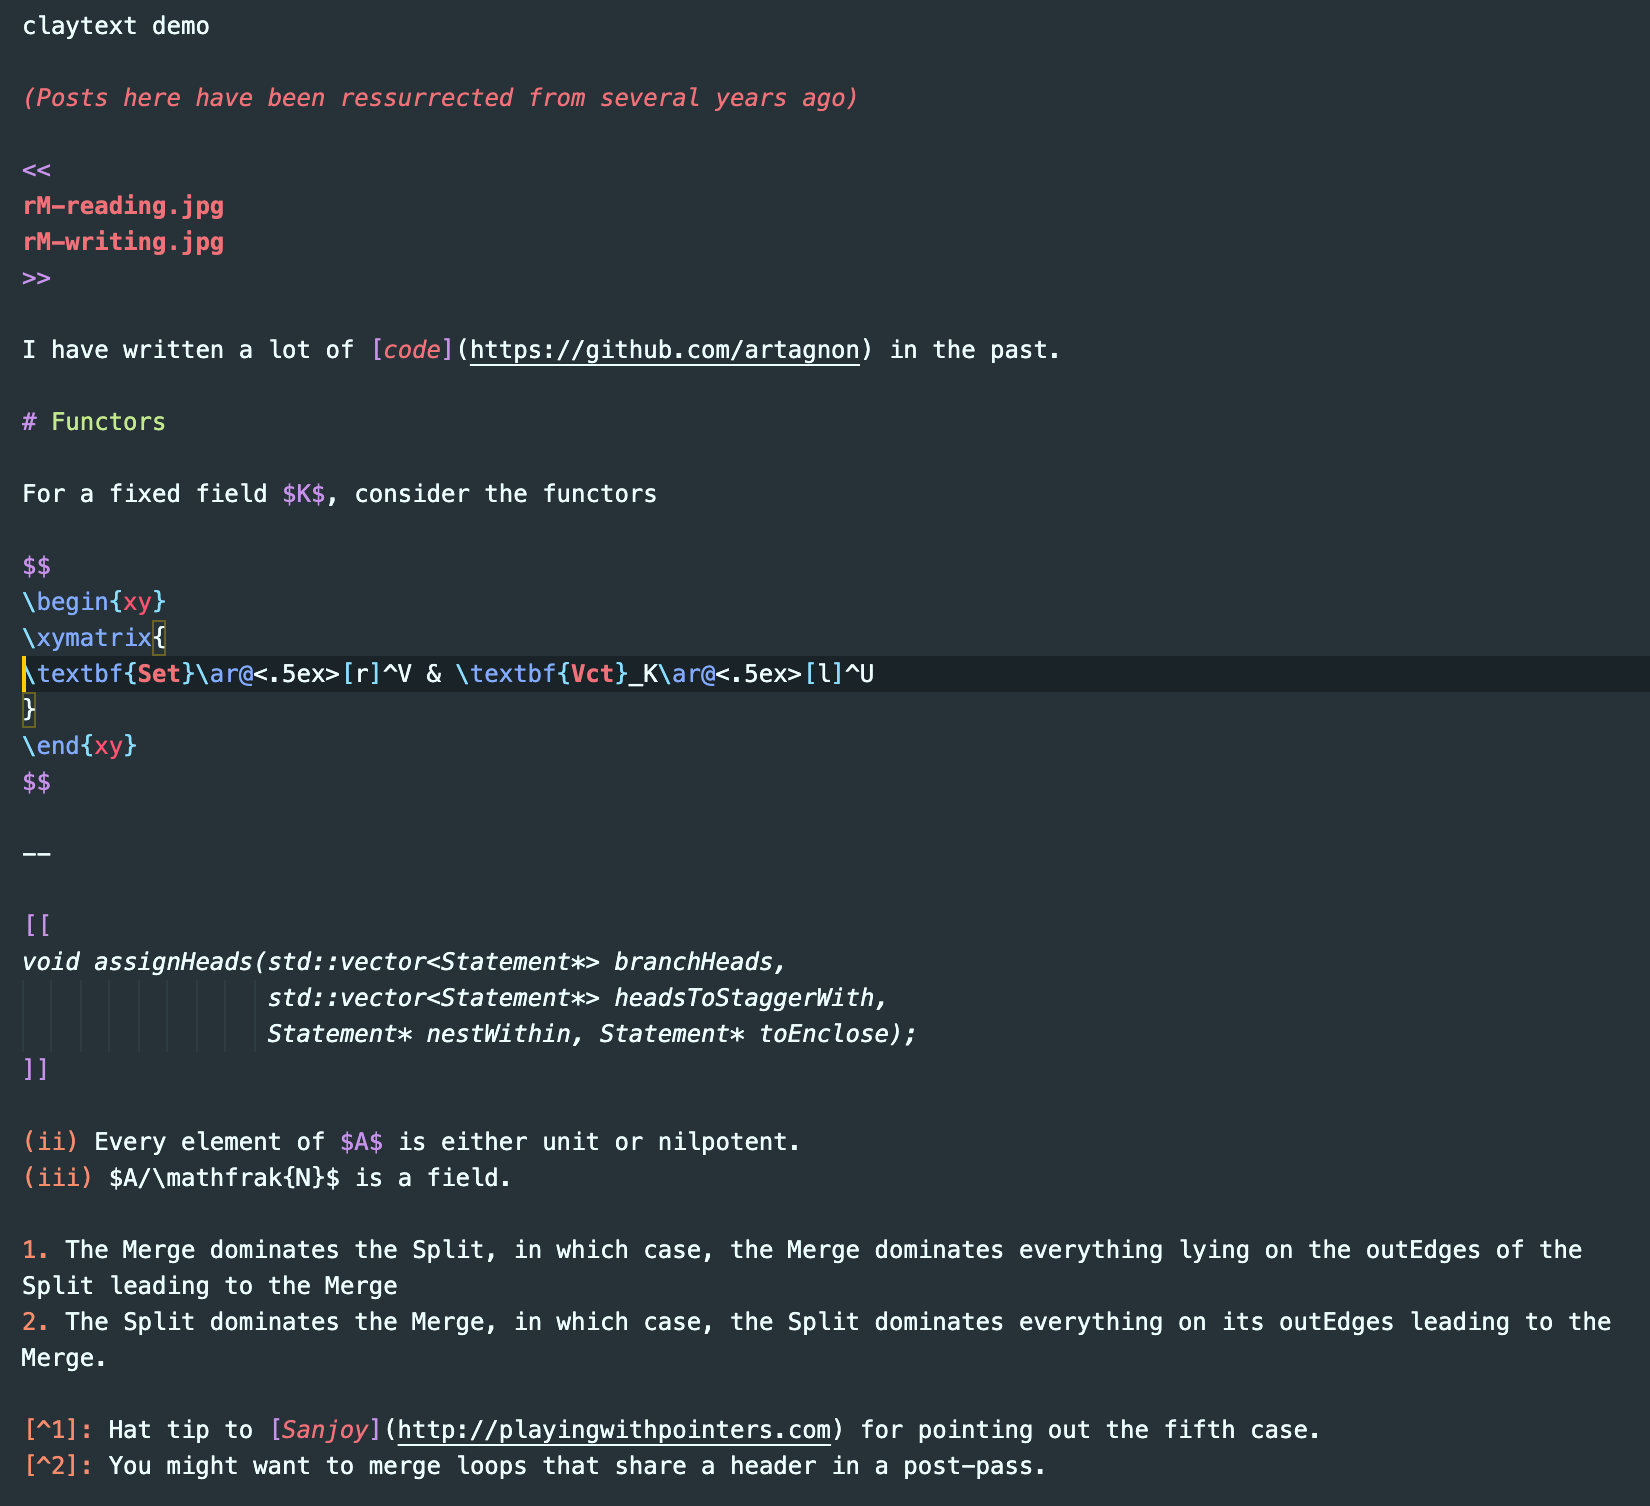 claytext demo
(Posts here have been ressurrected from several years ago)
<<
rM-reading.jpg
rM-writing.jpg
>>
I have written a lot of [code](https://github.com/artagnon) in the past.
# Functors
For a fixed field $K$, consider the functors
$$
\begin{xy}
\xymatrix{
\textbf{Set}\ar@<.5ex>[r]^V & \textbf{Vct}_K\ar@<.5ex>[l]^U
}
\end{xy}
$$
--
[[
void assignHeads(std::vector<Statement*> branchHeads,
std::vector<Statement*> headsToStaggerWith,
Statement* nestWithin, Statement* toEnclose);
]]
(ii) Every element of $A$ is either unit or nilpotent.
(iii) $A/\mathfrak{N}$ is a field.
1. The Merge dominates the Split, in which case, the Merge dominates everything lying on the outEdges of the
Split leading to the Merge
2. The Split dominates the Merge, in which case, the Split dominates everything on its outEdges leading to the
Merge.
[^1]: Hat tip to [Sanjoy](http://playingwithpointers.com) for pointing out the fifth case.
[^2]: You might want to merge loops that share a header in a post-pass.